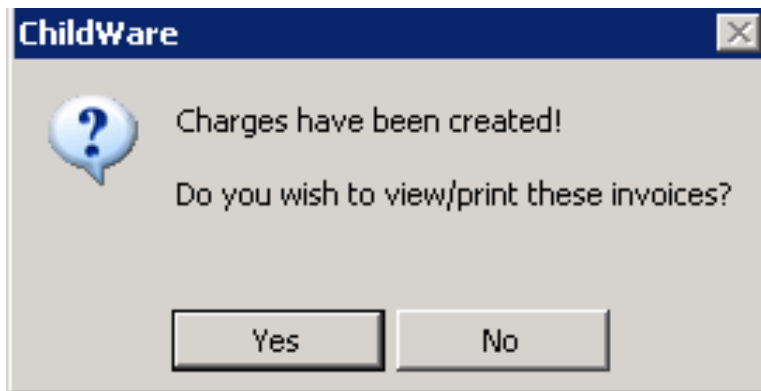 ChildWare
Charges have been created!
Do you wish to view/print these invoices?
Yes
No